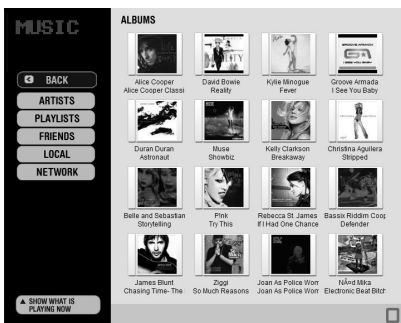 MUSIC
BACK
ARTISTS
PLAYLISTS
FRIENDS
LOCAL
NETWORK
SHOW WHAT IS
PLAYING NOW
ALBUMS
Alice Cooper
Alice Cooper Classi
David Bowie
Reality
Kylie Minogue
Fever
GROOVE ARMADA
Groove Armada
I See You Baby
Duran Duran
Astronaut
Muse
Showbiz
Kelly Clarkson
Breakaway
Christina Aguilera
Stripped
Belle and Sebastian
Storytelling
P!nk
Try This
Rebecca St. James
If I Had One Chance
Bassix Riddim Coop
Defender
James Blunt
Chasing Time- The
Ziggi
So Much Reasons
Joan As Police Wom
Joan As Police Wom
NÃ¤d Mika
Electronic Beat Bitch